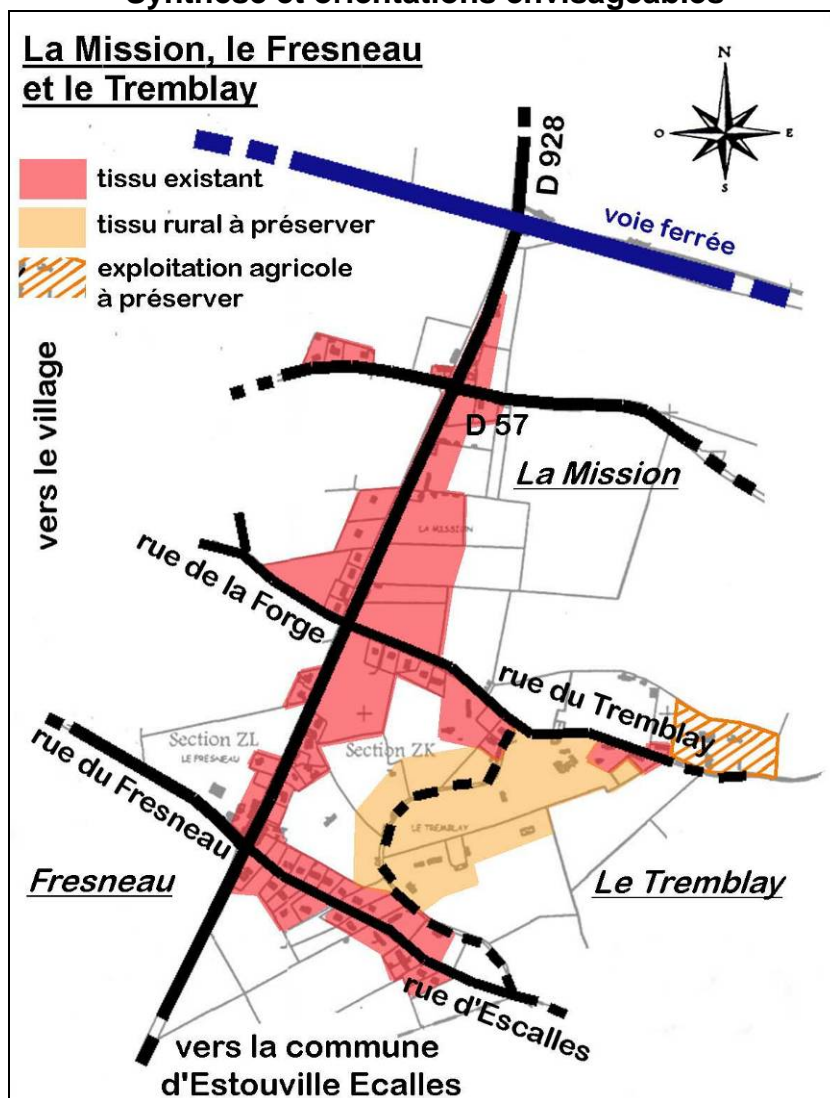 Synthèse et orientations envisageables
La Mission, le Fresneau
et le Tremblay
N
O
E
S
tissu existant
tissu rural à préserver
exploitation agricole
à préserver
D 928
voie ferrée
vers le village
D 57
La Mission
LA MISSION
rue de la Forge
rue du Tremblay
Section ZL
LE FRESNEAU
Section ZK
rue du Fresneau
LE TREMBLAY
Fresneau
Le Tremblay
rue d'Escalles
vers la commune
d'Estouville Ecalles